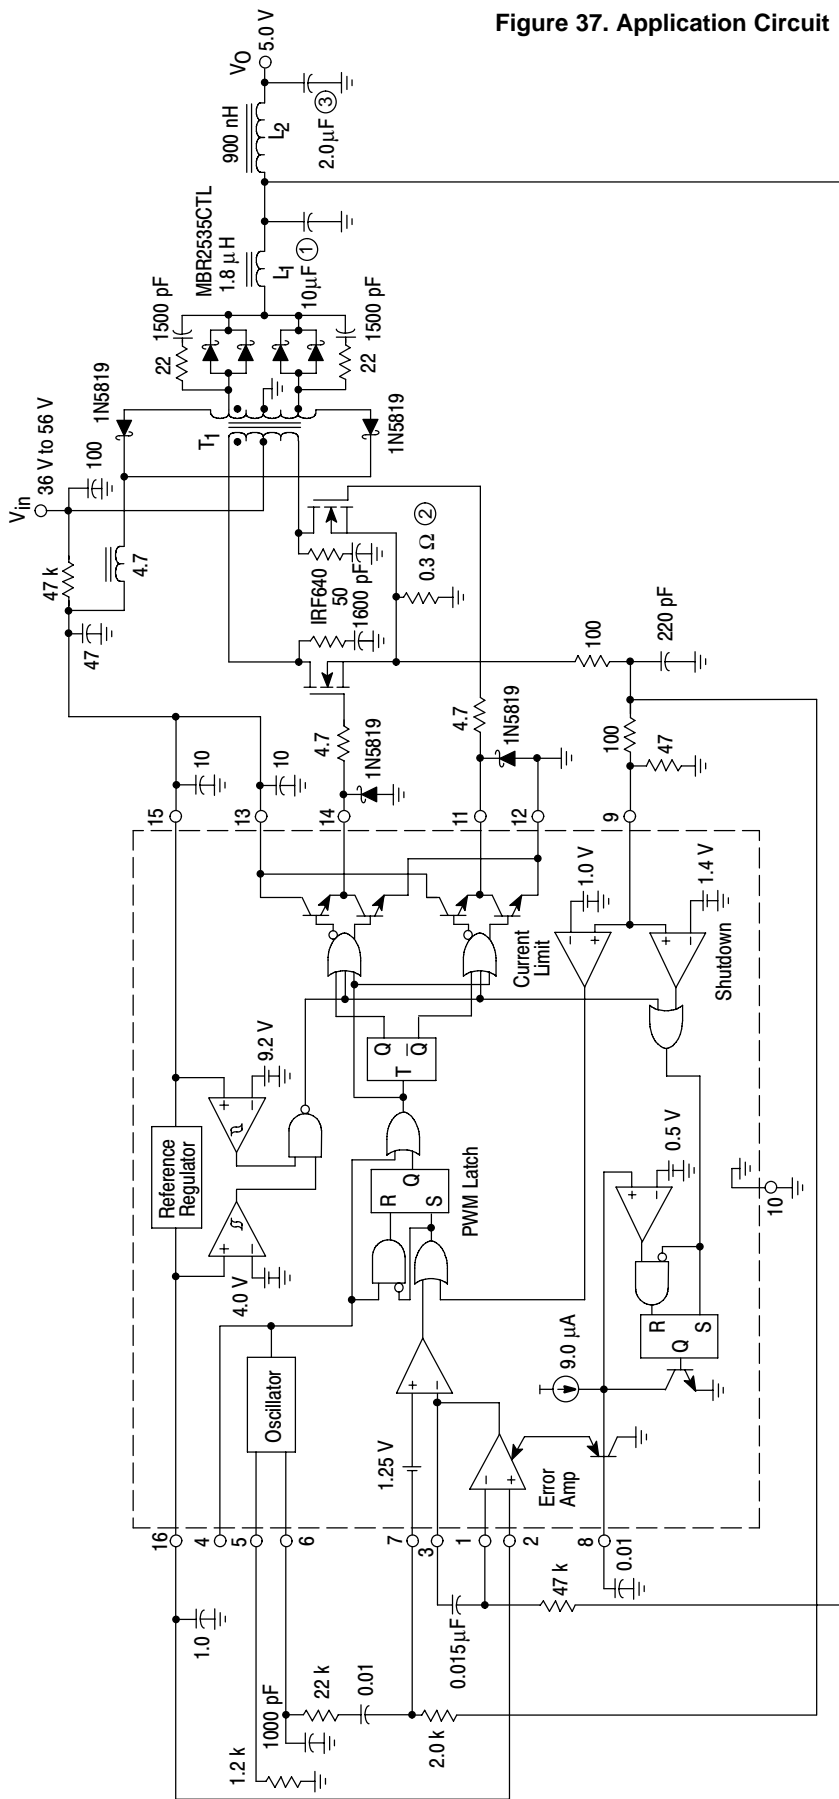 Figure 37. Application Circuit
VO
5.0 V
900 nH
L2
2.0 µF
3
MBR2535CTL
1.8 µH
L1
10µF
1
1500 pF
22
1500 pF
22
1N5819
1N5819
T1
Vin
36 V to 56 V
100
47 k
4.7
47
IRF640
50
1600 pF
0.3 Ω
2
100
220 pF
4.7
1N5819
4.7
1N5819
100
47
10
10
15
13
14
11
12
9
1.0 V
1.4 V
Current
Limit
Shutdown
Reference
Regulator
9.2 V
4.0 V
Q
T
Q
R
Q
S
PWM Latch
0.5 V
R
Q
S
10
9.0 µA
Oscillator
1.25 V
Error
Amp
+
–
+
–
+
–
+
–
+
–
+
–
–
+
16
4
5
6
7
3
1
2
8
1.0
0.01
0.015µF
47 k
1000 pF
22 k
0.01
1.2 k
2.0 k